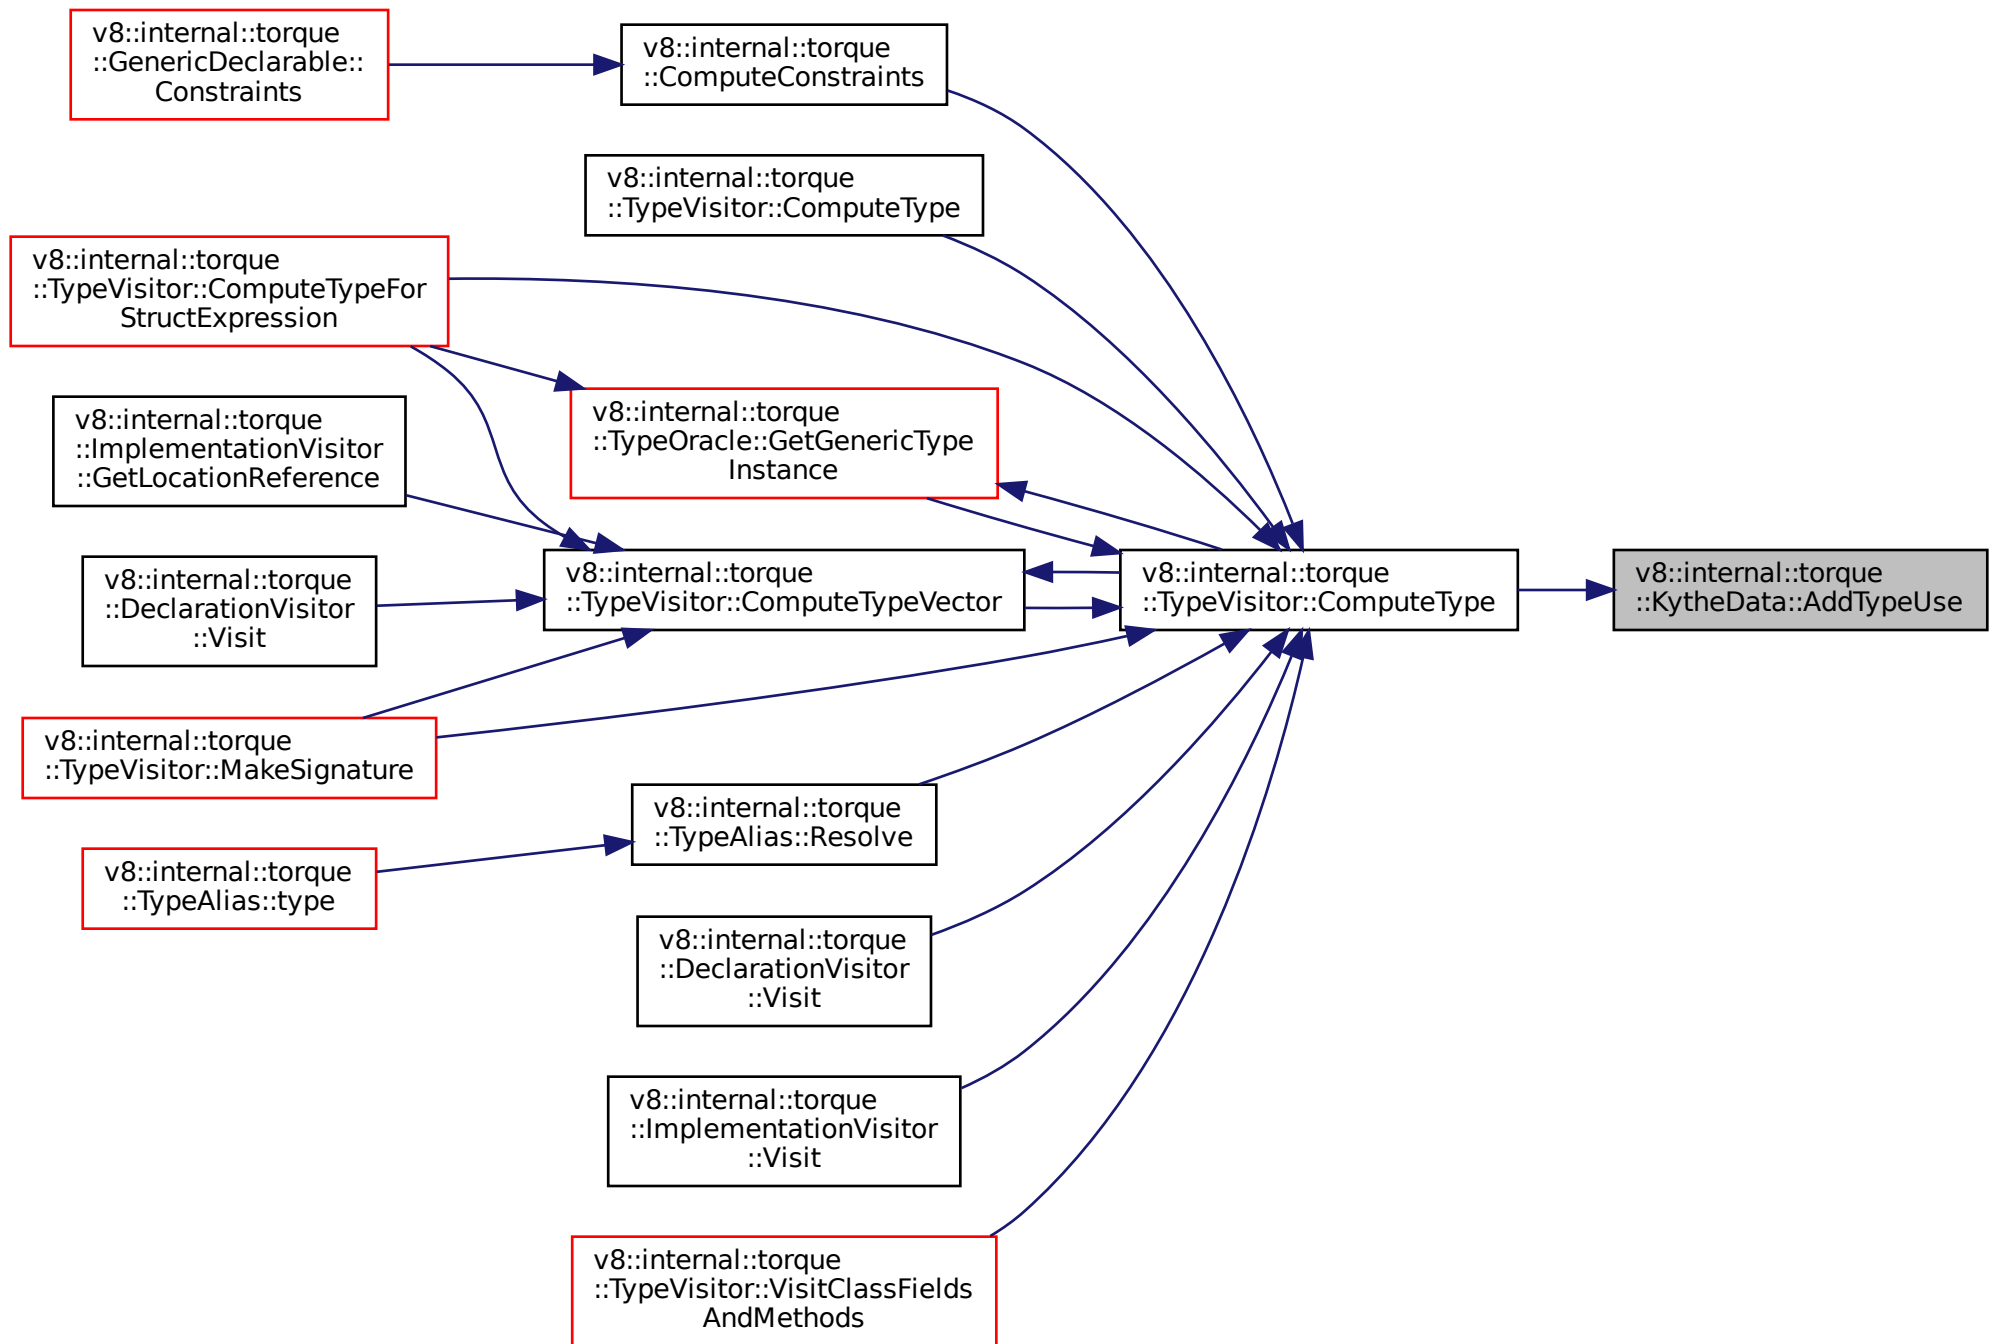 v8::internal::torque
::GenericDeclarable::
Constraints
v8::internal::torque
::ComputeConstraints
v8::internal::torque
::TypeVisitor::ComputeType
v8::internal::torque
::TypeVisitor::ComputeTypeFor
StructExpression
v8::internal::torque
::TypeOracle::GetGenericType
Instance
v8::internal::torque
::ImplementationVisitor
::GetLocationReference
v8::internal::torque
::DeclarationVisitor
::Visit
v8::internal::torque
::TypeVisitor::ComputeTypeVector
v8::internal::torque
::TypeVisitor::ComputeType
v8::internal::torque
::KytheData::AddTypeUse
v8::internal::torque
::TypeVisitor::MakeSignature
v8::internal::torque
::TypeAlias::Resolve
v8::internal::torque
::TypeAlias::type
v8::internal::torque
::DeclarationVisitor
::Visit
v8::internal::torque
::ImplementationVisitor
::Visit
v8::internal::torque
::TypeVisitor::VisitClassFields
AndMethods